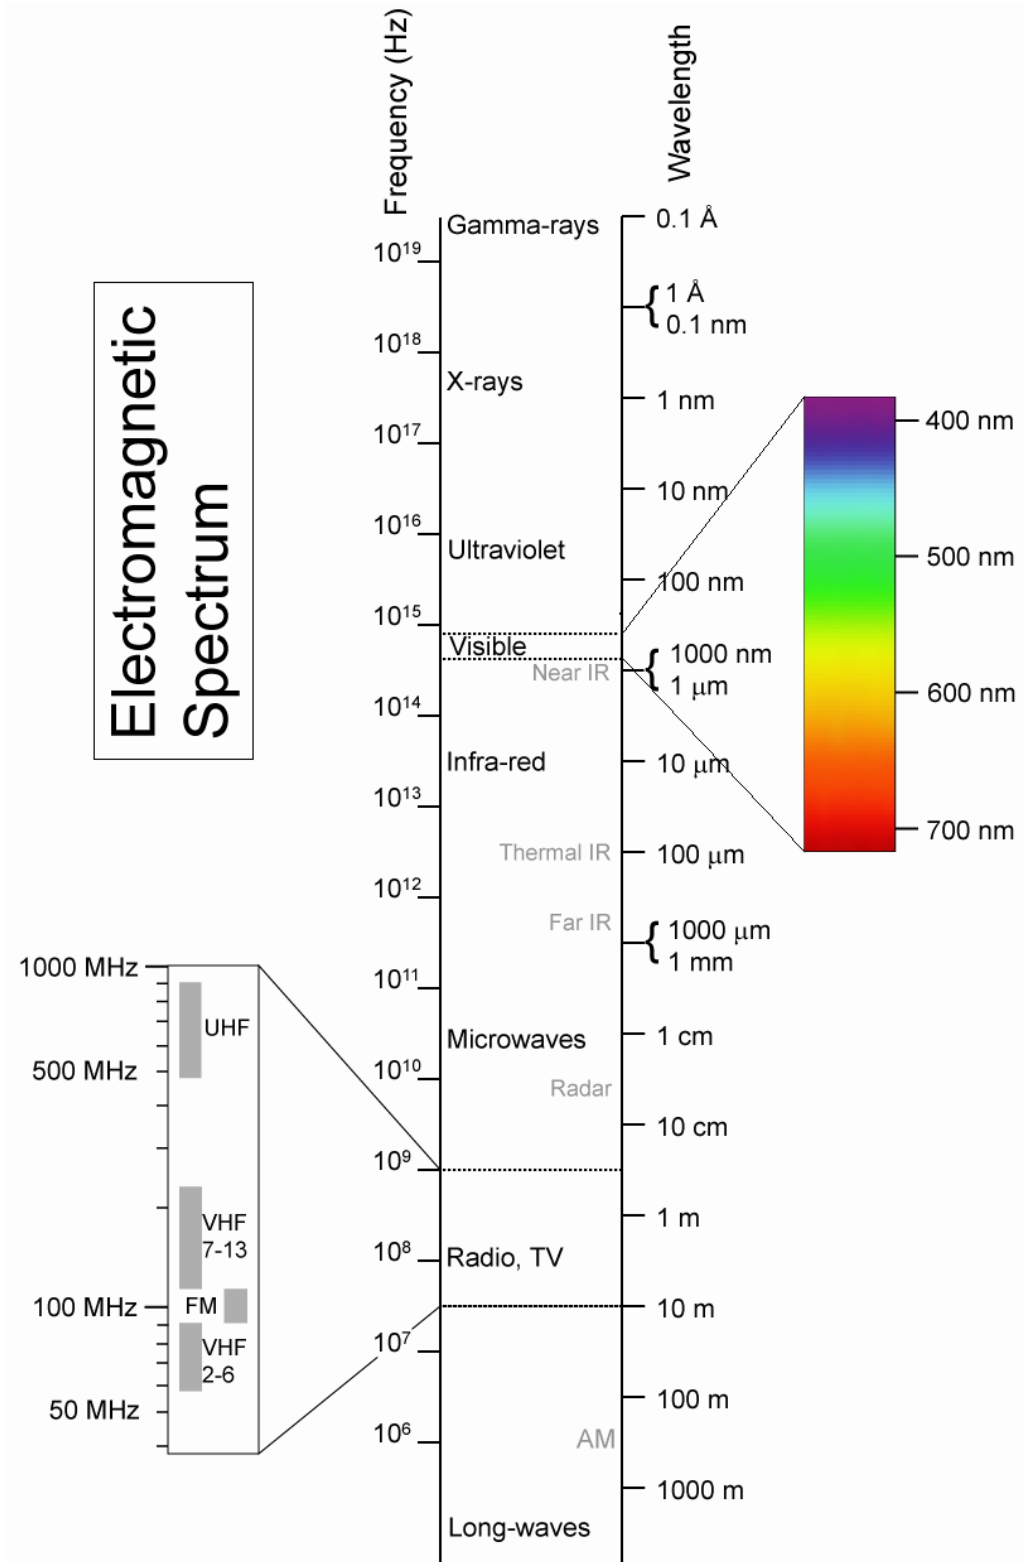 Frequency (Hz)
Wavelength
Electromagnetic
Spectrum
10¹⁹
10¹⁸
10¹⁷
10¹⁶
10¹⁵
10¹⁴
10¹³
10¹²
10¹¹
10¹⁰
10⁹
10⁸
10⁷
10⁶
Gamma-rays
X-rays
Ultraviolet
Visible
Near IR
Infra-red
Thermal IR
Far IR
Microwaves
Radar
Radio, TV
AM
Long-waves
0.1 Å
1 Å
0.1 nm
1 nm
10 nm
100 nm
1000 nm
1 μm
10 μm
100 μm
1000 μm
1 mm
1 cm
10 cm
1 m
10 m
100 m
1000 m
400 nm
500 nm
600 nm
700 nm
1000 MHz
500 MHz
100 MHz
50 MHz
UHF
VHF
7-13
FM
VHF
2-6